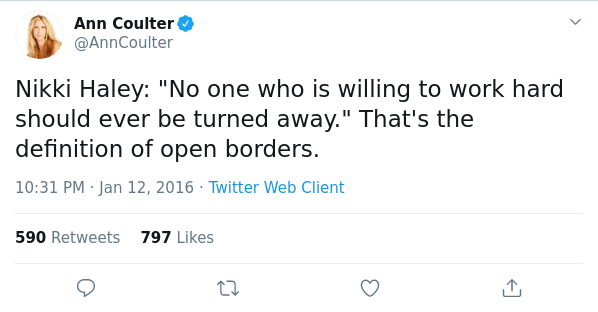 Ann Coulter
@AnnCoulter
Nikki Haley: "No one who is willing to work hard
should ever be turned away." That's the
definition of open borders.
10:31 PM · Jan 12, 2016 · Twitter Web Client
590 Retweets 797 Likes